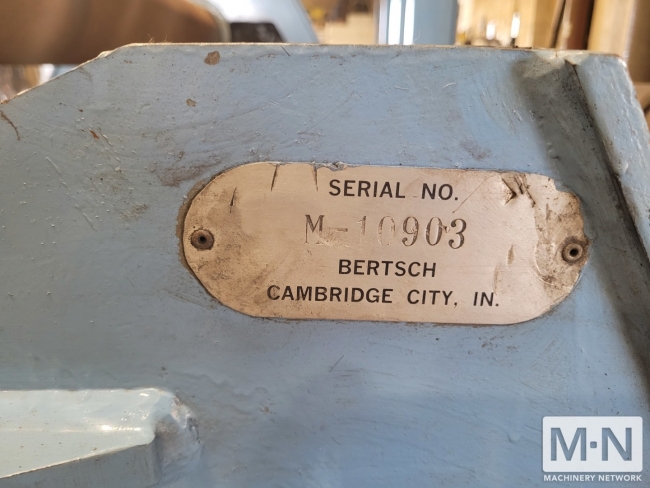 SERIAL NO.
M-10903
BERTSCH
CAMBRIDGE CITY, IN.
M·N
MACHINERY NETWORK